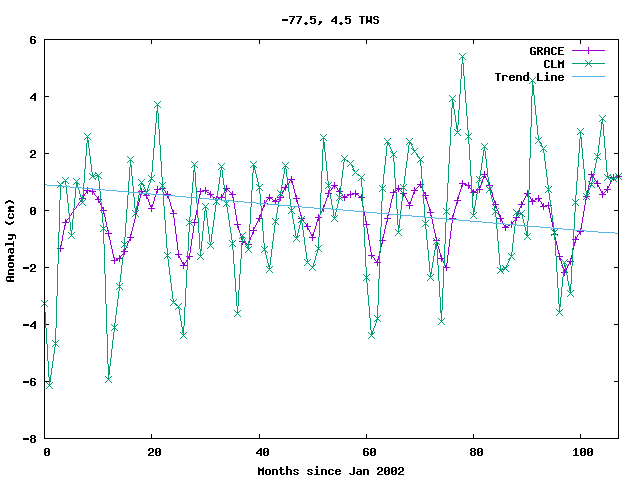 -77.5, 4.5 TWS
GRACE
CLM
Trend Line
6
4
2
0
-2
-4
-6
-8
Anomaly (cm)
0 20 40 60 80 100
Months since Jan 2002